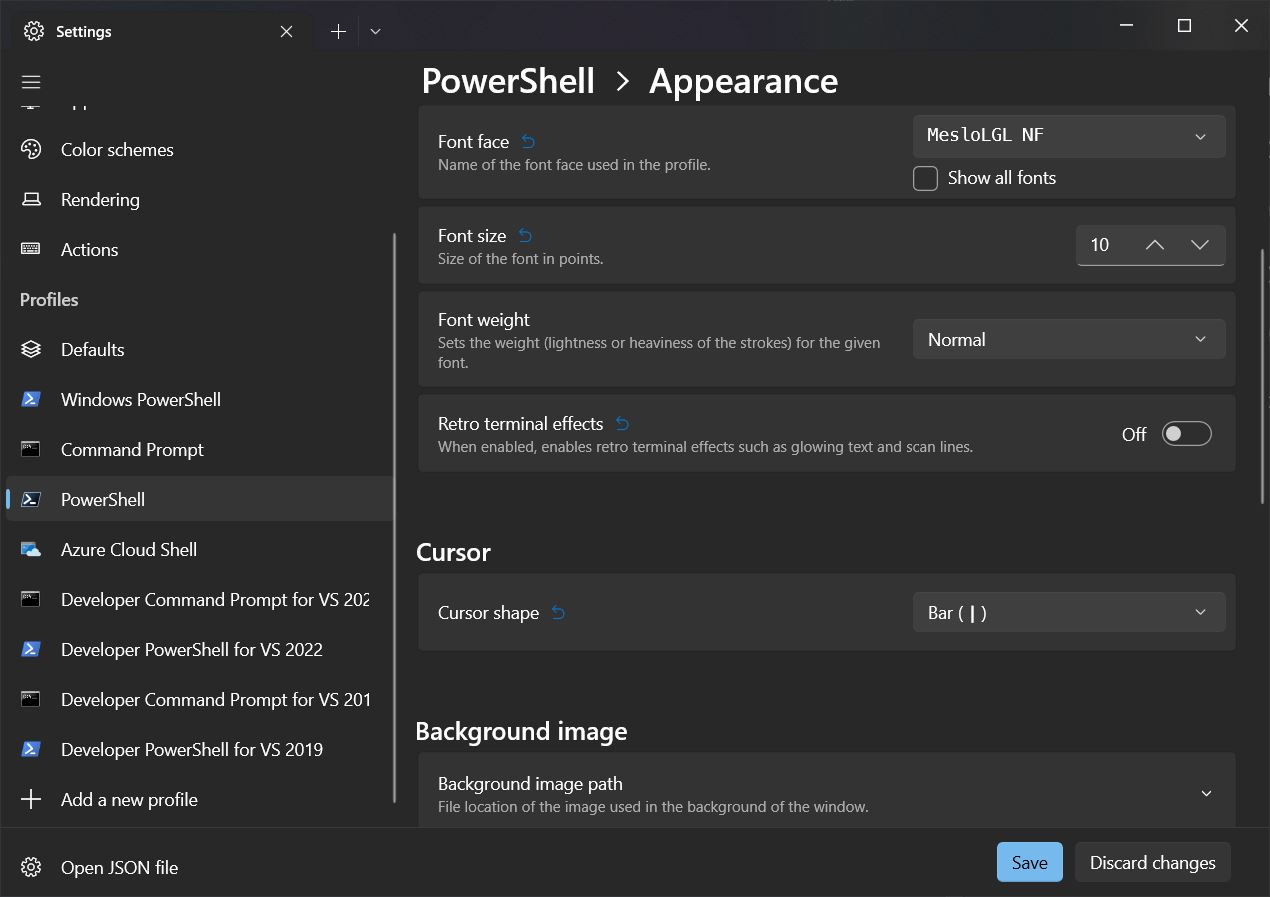 Settings
PowerShell > Appearance
Color schemes
Rendering
Actions
Profiles
Defaults
Windows PowerShell
Command Prompt
PowerShell
Azure Cloud Shell
Developer Command Prompt for VS 202
Developer PowerShell for VS 2022
Developer Command Prompt for VS 201
Developer PowerShell for VS 2019
Add a new profile
Open JSON file
Font face
Name of the font face used in the profile.
MesloLGL NF
Show all fonts
Font size
Size of the font in points.
10
Font weight
Sets the weight (lightness or heaviness of the strokes) for the given
font.
Normal
Retro terminal effects
When enabled, enables retro terminal effects such as glowing text and scan lines.
Off
Cursor
Cursor shape
Bar ( | )
Background image
Background image path
File location of the image used in the background of the window.
Save
Discard changes